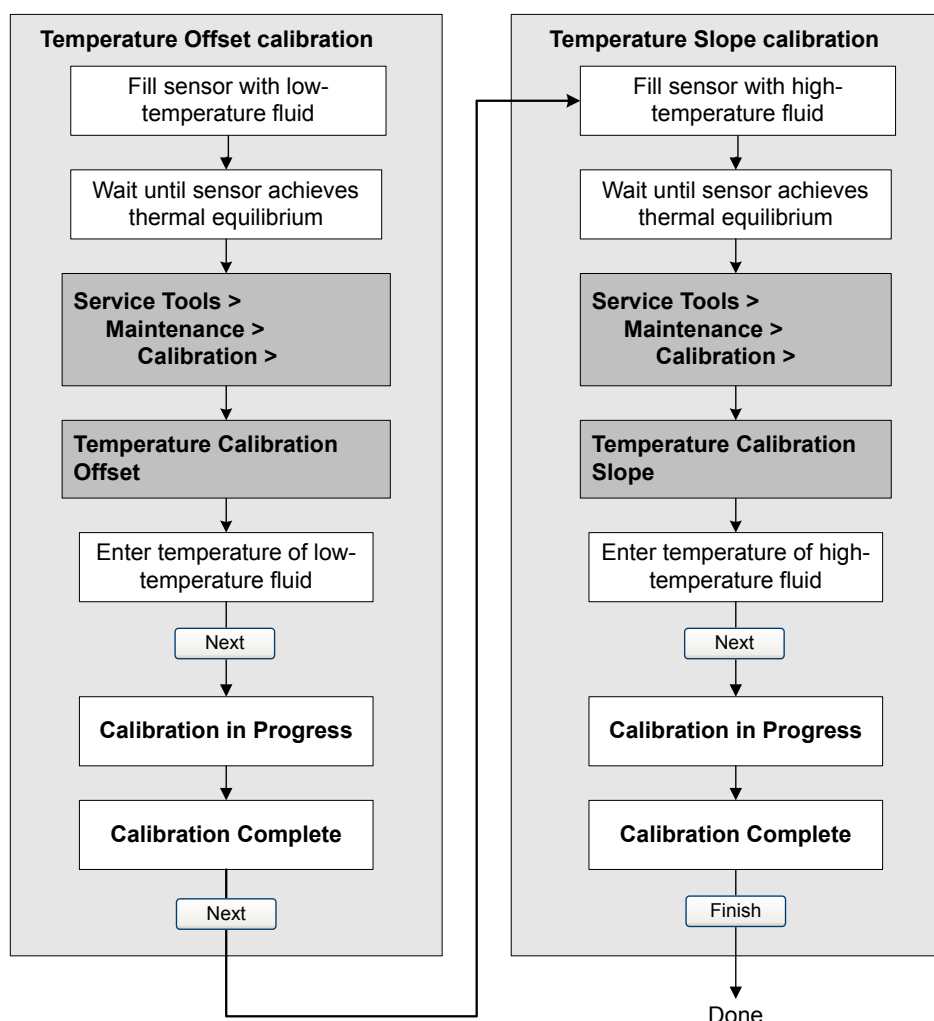 Temperature Offset calibration
Fill sensor with low-
temperature fluid
Wait until sensor achieves
thermal equilibrium
Service Tools >
Maintenance >
Calibration >
Temperature Calibration
Offset
Enter temperature of low-
temperature fluid
Next
Calibration in Progress
Calibration Complete
Next
Temperature Slope calibration
Fill sensor with high-
temperature fluid
Wait until sensor achieves
thermal equilibrium
Service Tools >
Maintenance >
Calibration >
Temperature Calibration
Slope
Enter temperature of high-
temperature fluid
Next
Calibration in Progress
Calibration Complete
Finish
Done